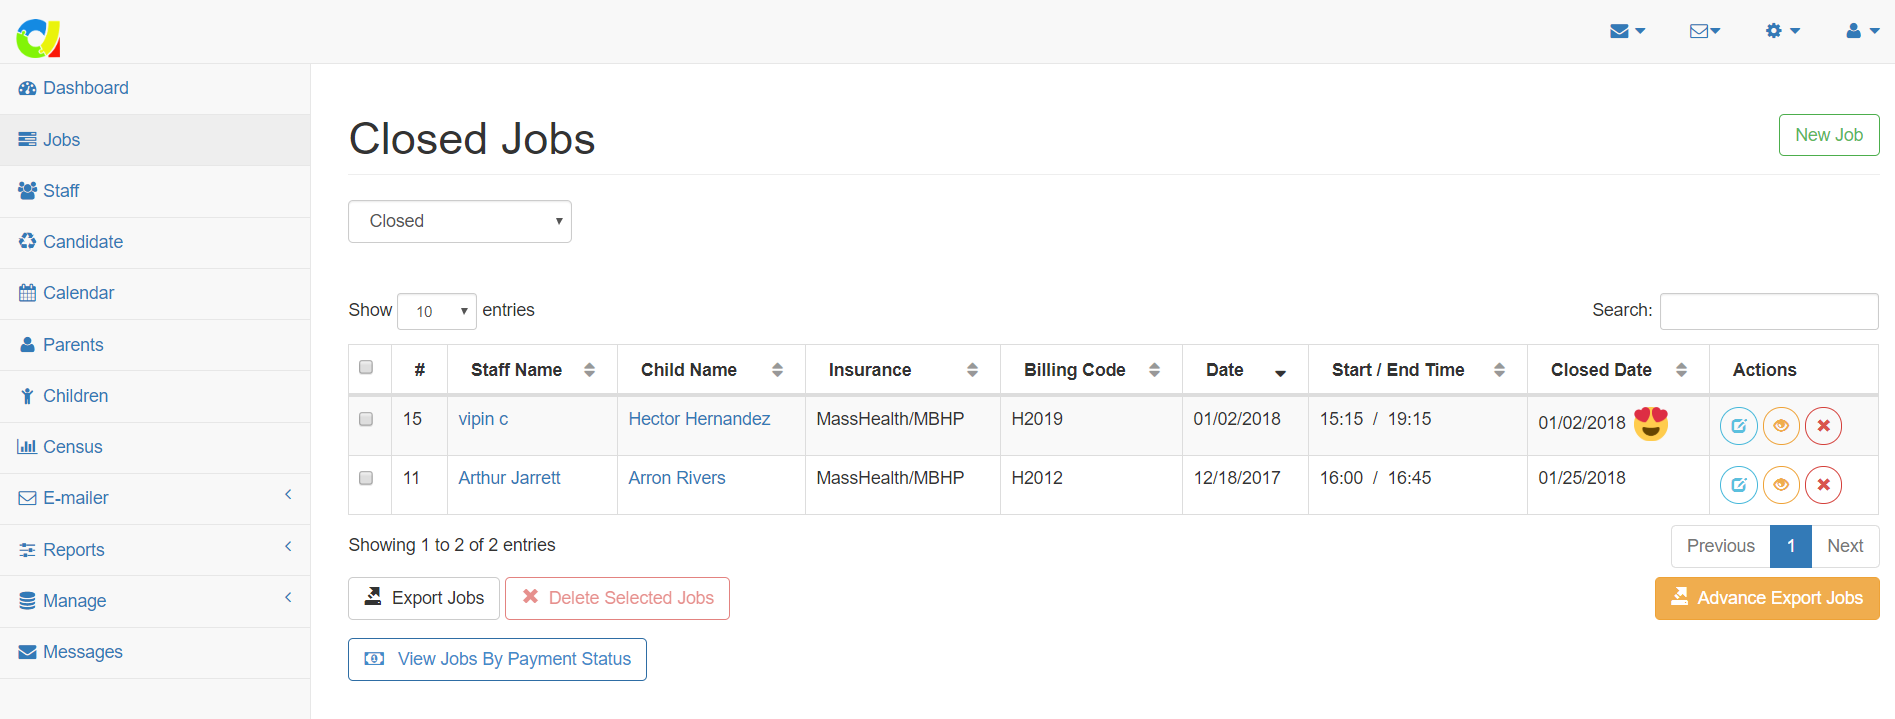 Dashboard
Jobs
Staff
Candidate
Calendar
Parents
Children
Census
E-mailer
Reports
Manage
Messages
Closed Jobs
New Job
Closed
Show 10 entries
Search:
# Staff Name Child Name Insurance Billing Code Date Start / End Time Closed Date Actions
15 vipin c Hector Hernandez MassHealth/MBHP H2019 01/02/2018 15:15 / 19:15 01/02/2018
11 Arthur Jarrett Arron Rivers MassHealth/MBHP H2012 12/18/2017 16:00 / 16:45 01/25/2018
Showing 1 to 2 of 2 entries
Previous 1 Next
Export Jobs
Delete Selected Jobs
Advance Export Jobs
View Jobs By Payment Status